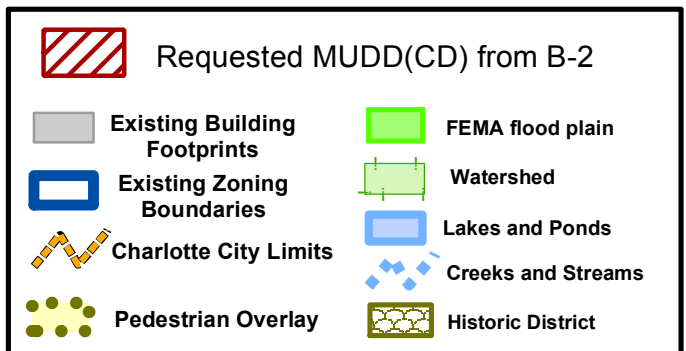 Requested MUDD(CD) from B-2
Existing Building
Footprints
Existing Zoning
Boundaries
Charlotte City Limits
Pedestrian Overlay
FEMA flood plain
Watershed
Lakes and Ponds
Creeks and Streams
Historic District